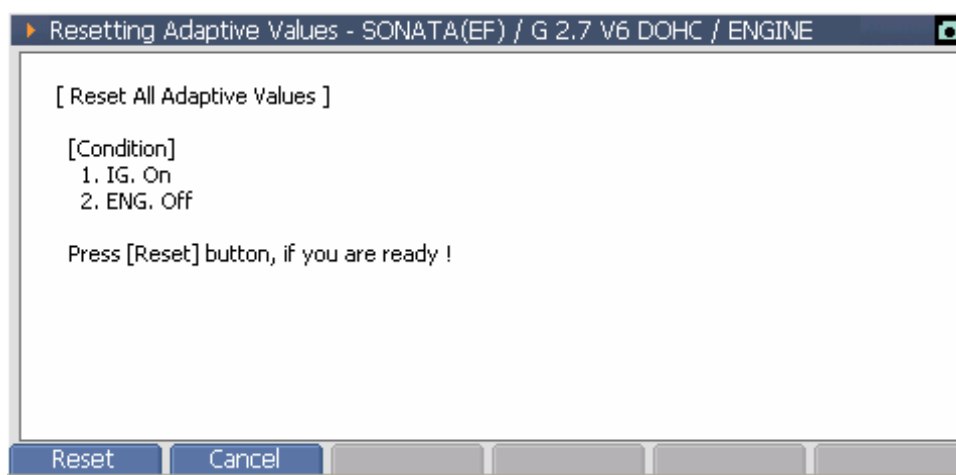 Resetting Adaptive Values - SONATA(EF) / G 2.7 V6 DOHC / ENGINE
[ Reset All Adaptive Values ]
[Condition]
1. IG. On
2. ENG. Off
Press [Reset] button, if you are ready !
Reset Cancel